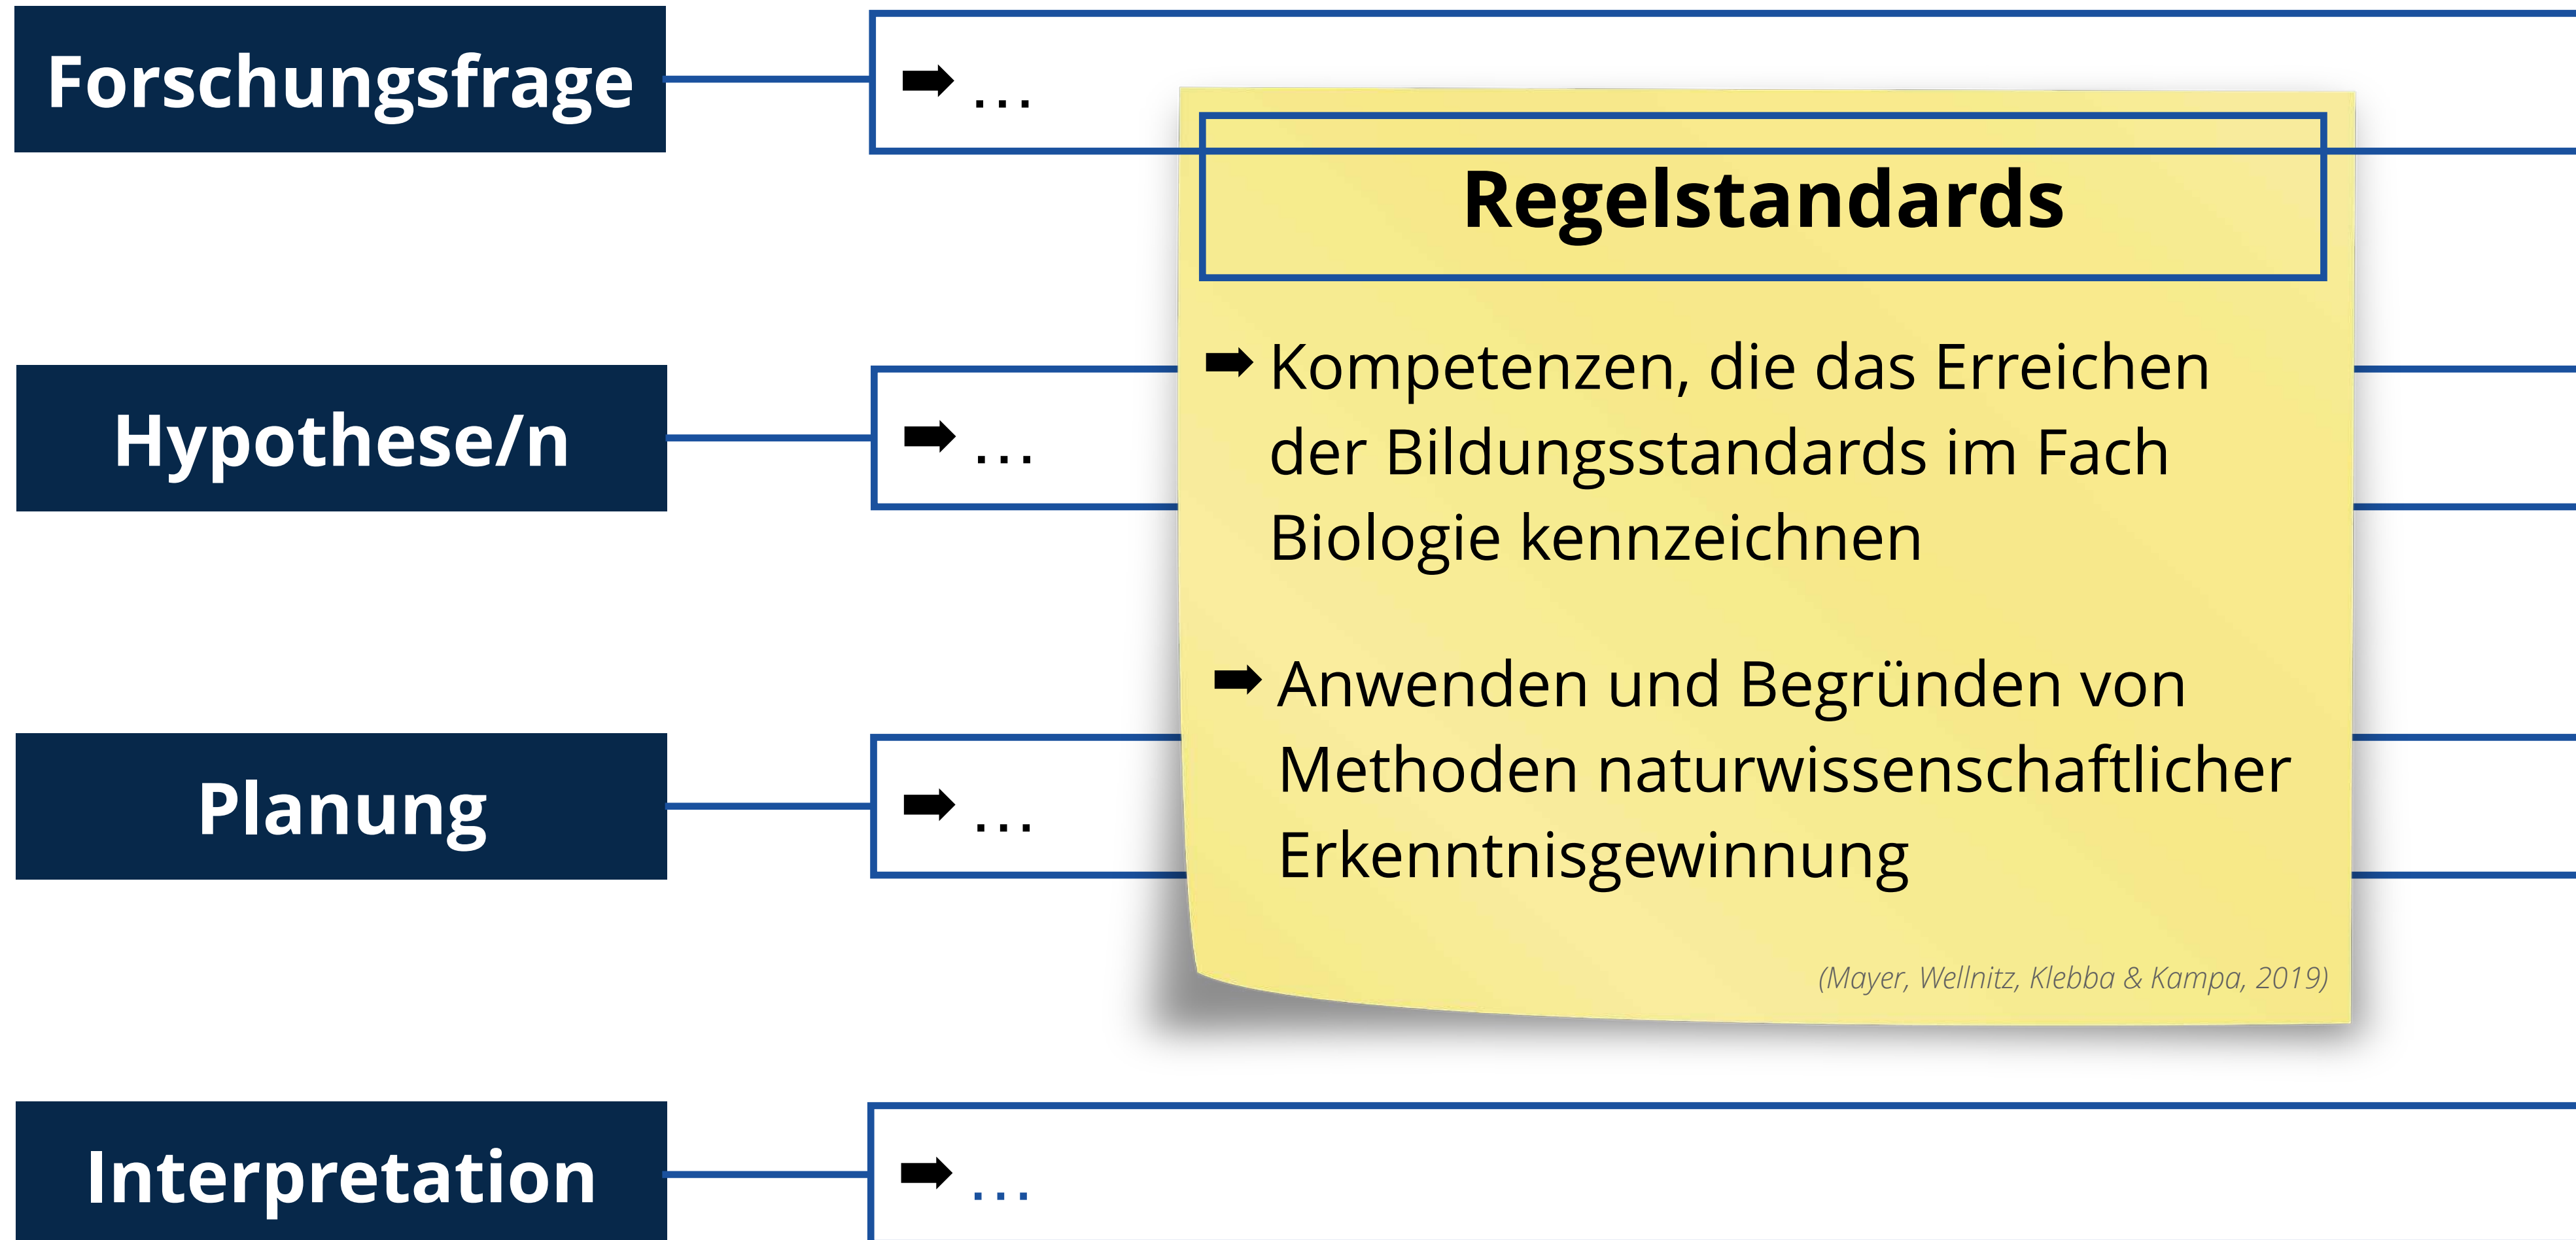 Forschungsfrage
➡ ...
Hypothese/n
➡ ...
Planung
➡ ...
Interpretation
➡ ...
Regelstandards
➡ Kompetenzen, die das Erreichen
der Bildungsstandards im Fach
Biologie kennzeichnen
➡ Anwenden und Begründen von
Methoden naturwissenschaftlicher
Erkenntnisgewinnung
(Mayer, Wellnitz, Klebba & Kampa, 2019)